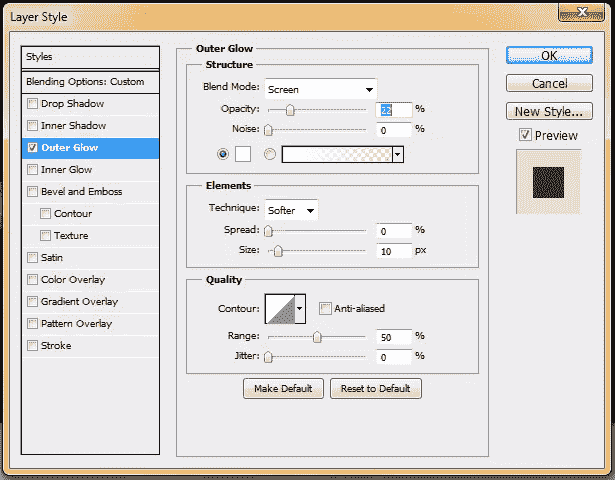 Layer Style
Styles
Blending Options: Custom
Drop Shadow
Inner Shadow
Outer Glow
Inner Glow
Bevel and Emboss
Contour
Texture
Satin
Color Overlay
Gradient Overlay
Pattern Overlay
Stroke
Outer Glow
Structure
Blend Mode: Screen
Opacity: 22 %
Noise: 0 %
Elements
Technique: Softer
Spread: 0 %
Size: 10 px
Quality
Contour: Anti-aliased
Range: 50 %
Jitter: 0 %
Make Default Reset to Default
OK
Cancel
New Style...
Preview